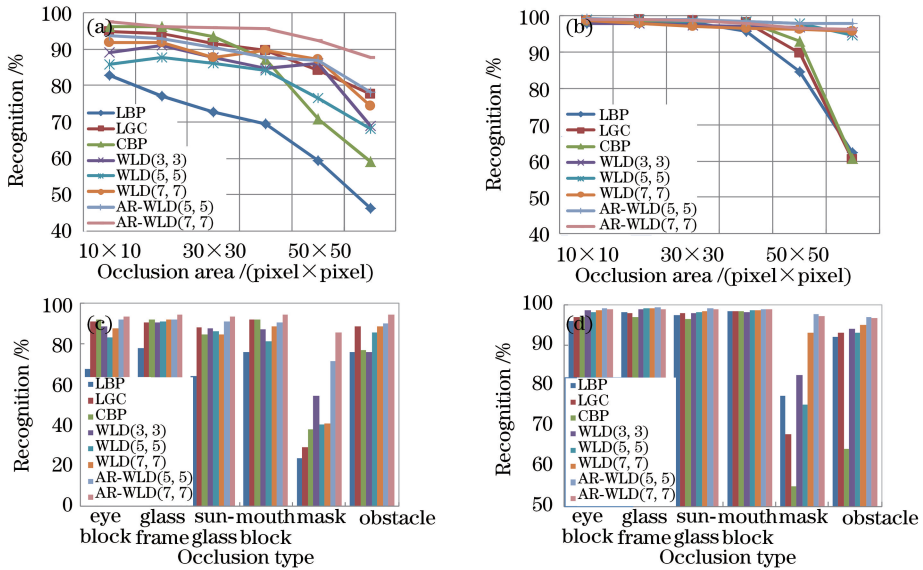 (a)
Recognition /%
100
90
80
70
60
50
40
LBP
LGC
CBP
WLD(3, 3)
WLD(5, 5)
WLD(7, 7)
AR-WLD(5, 5)
AR-WLD(7, 7)
10×10 30×30 50×50
Occlusion area /(pixel×pixel)
(b)
Recognition /%
100
90
80
70
60
50
40
LBP
LGC
CBP
WLD(3, 3)
WLD(5, 5)
WLD(7, 7)
AR-WLD(5, 5)
AR-WLD(7, 7)
10×10 30×30 50×50
Occlusion area /(pixel×pixel)
(c)
Recognition /%
100
80
60
40
20
0
LBP
LGC
CBP
WLD(3, 3)
WLD(5, 5)
WLD(7, 7)
AR-WLD(5, 5)
AR-WLD(7, 7)
eye glass sun- mouth mask obstacle
block frame glass block
Occlusion type
(d)
Recognition /%
100
90
80
70
60
50
LBP
LGC
CBP
WLD(3, 3)
WLD(5, 5)
WLD(7, 7)
AR-WLD(5, 5)
AR-WLD(7, 7)
eye glass sun- mouth mask obstacle
block frame glass block
Occlusion type